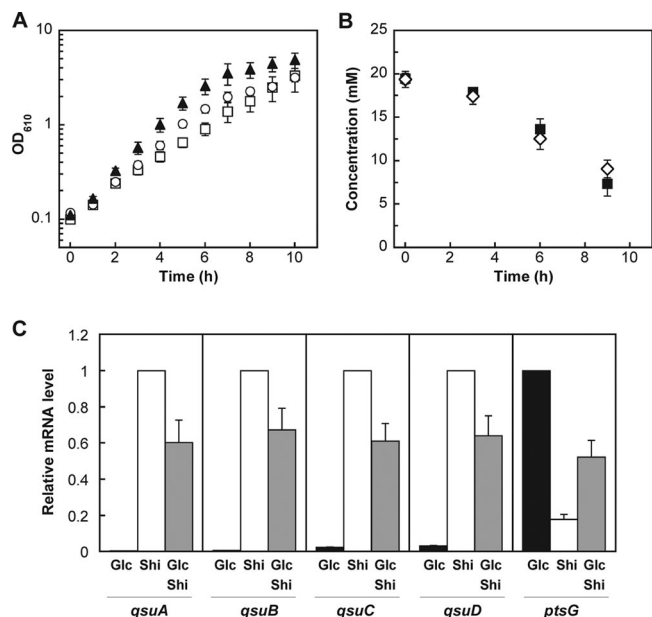 A
10
1
0.1
OD610
0 2 4 6 8 10
Time (h)
B
25
20
15
10
5
0
Concentration (mM)
0 2 4 6 8 10
Time (h)
C
1.2
1
0.8
0.6
0.4
0.2
0
Relative mRNA level
Glc Shi Glc Glc Shi Glc Glc Shi Glc Glc Shi Glc Glc Shi Glc
Shi Shi Shi Shi Shi
qsuA qsuB qsuC qsuD ptsG